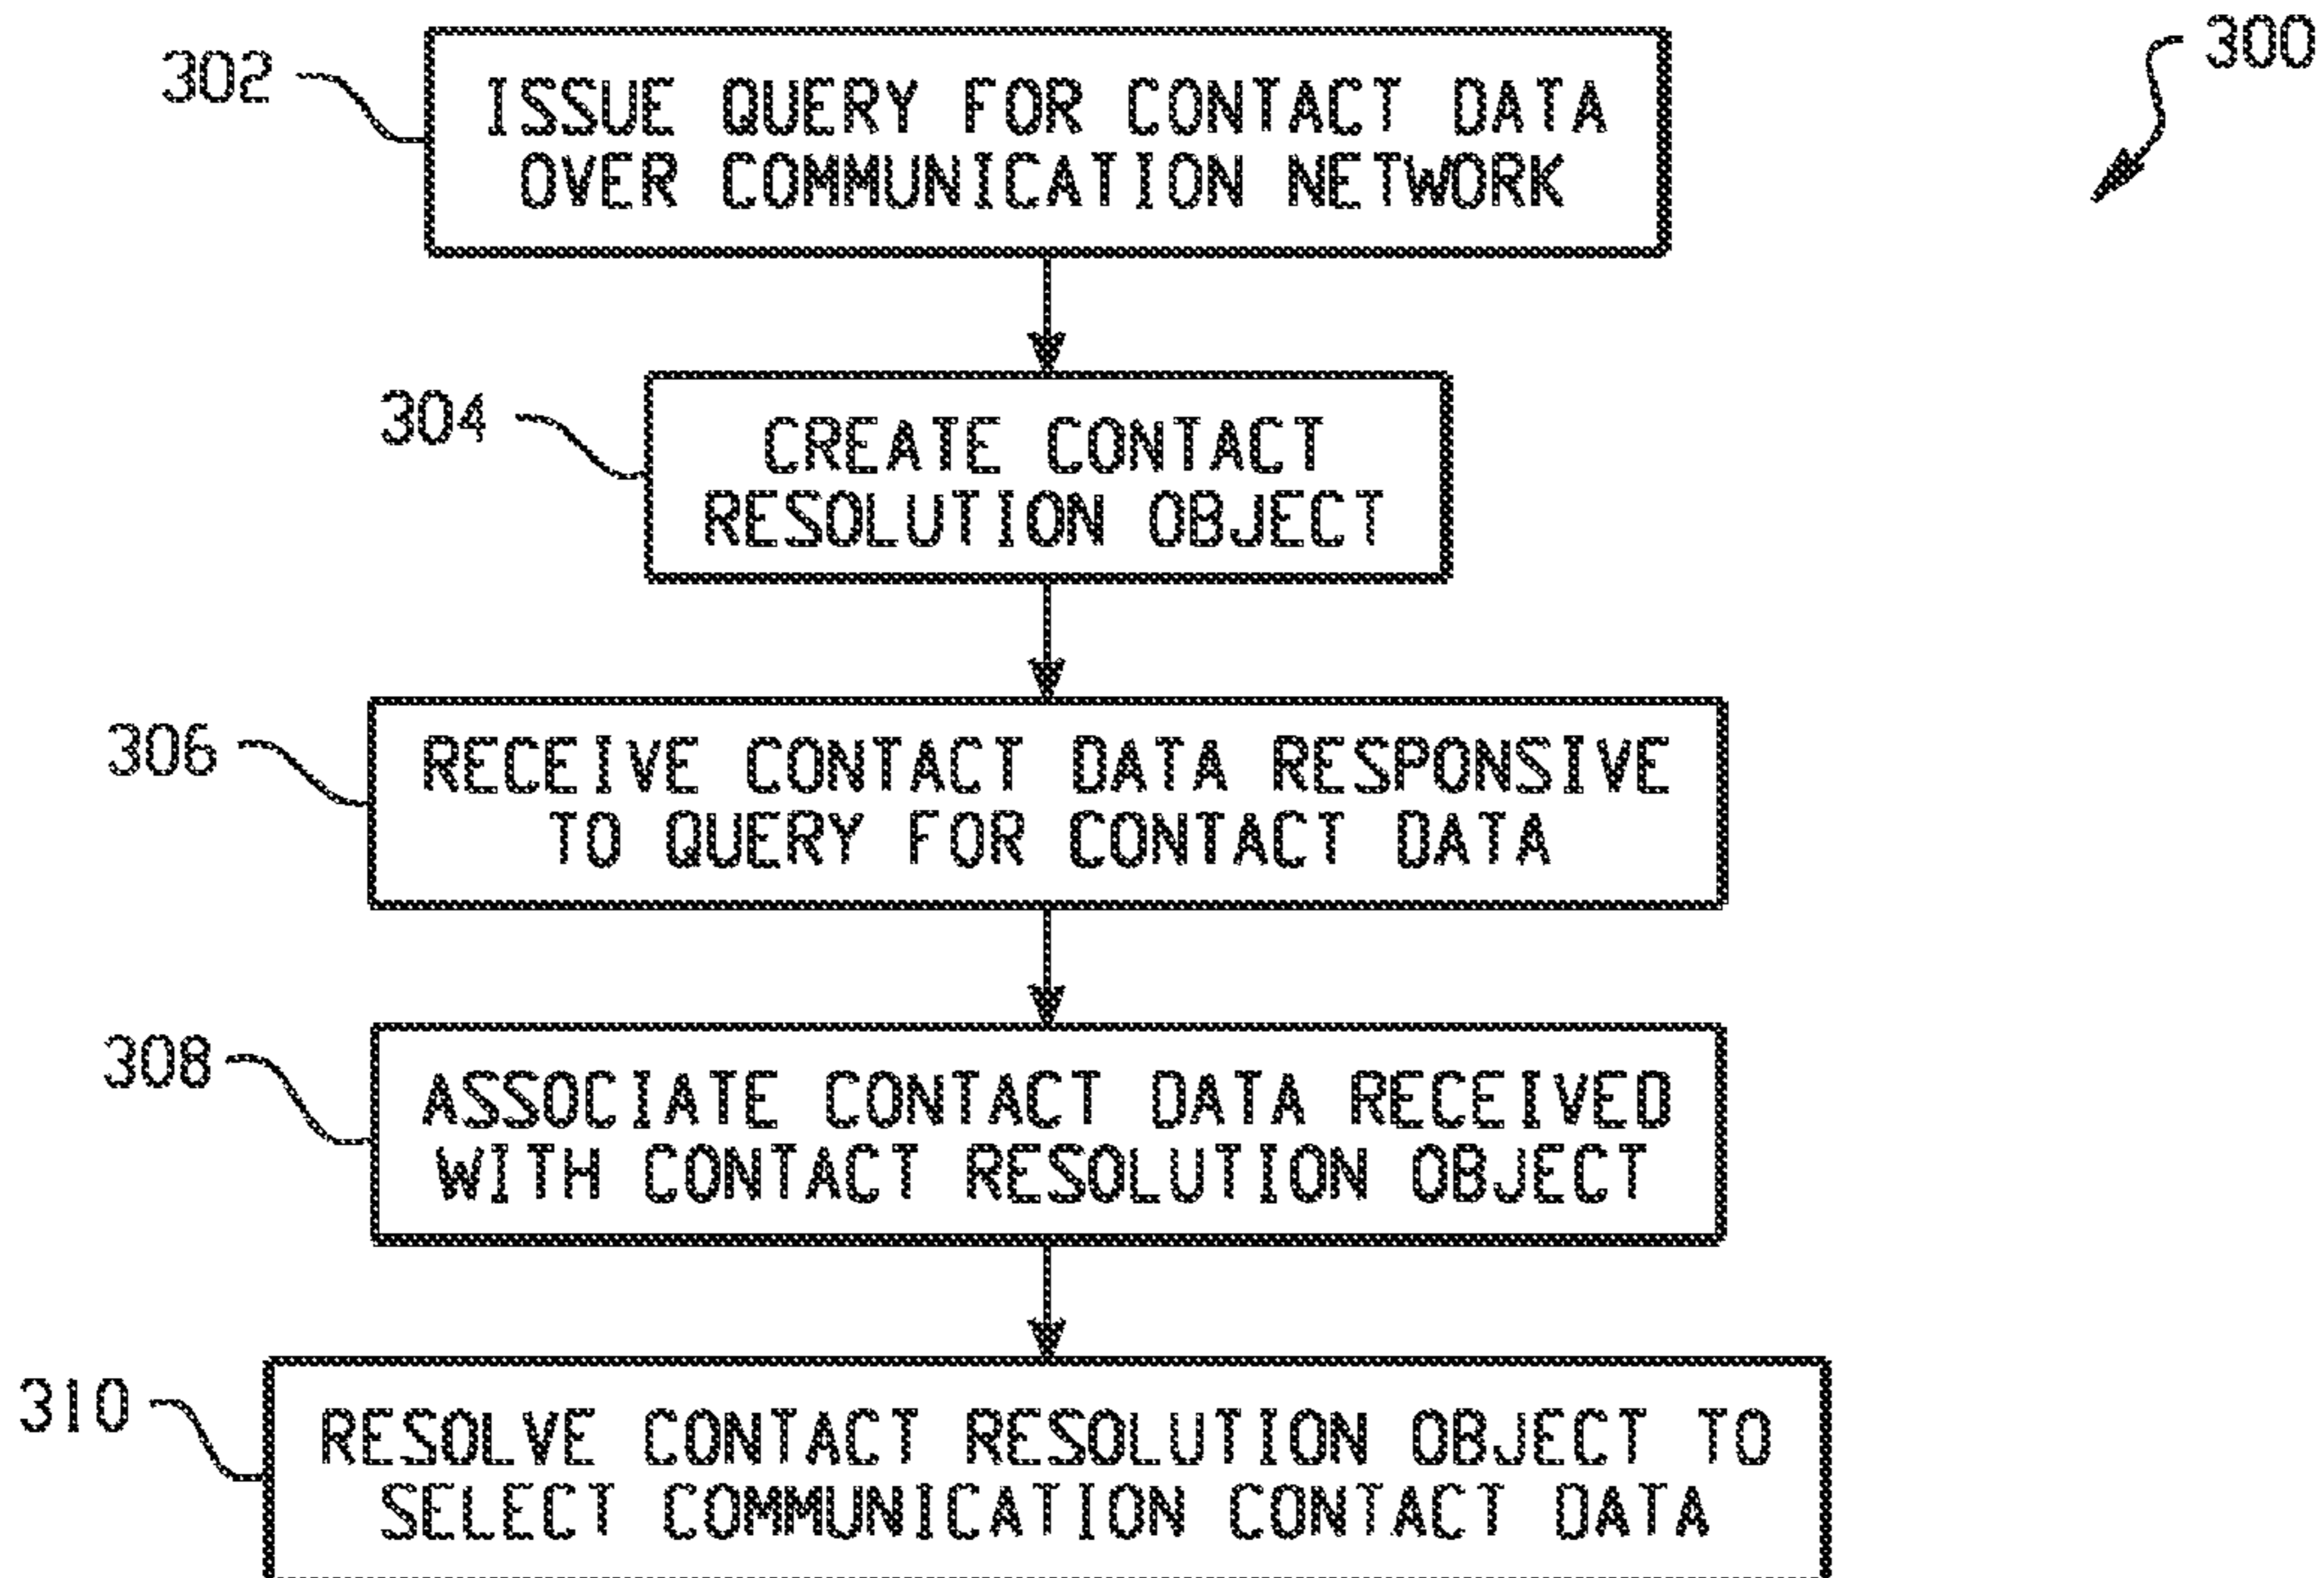 300
302
ISSUE QUERY FOR CONTACT DATA
OVER COMMUNICATION NETWORK
304
CREATE CONTACT
RESOLUTION OBJECT
306
RECEIVE CONTACT DATA RESPONSIVE
TO QUERY FOR CONTACT DATA
308
ASSOCIATE CONTACT DATA RECEIVED
WITH CONTACT RESOLUTION OBJECT
310
RESOLVE CONTACT RESOLUTION OBJECT TO
SELECT COMMUNICATION CONTACT DATA